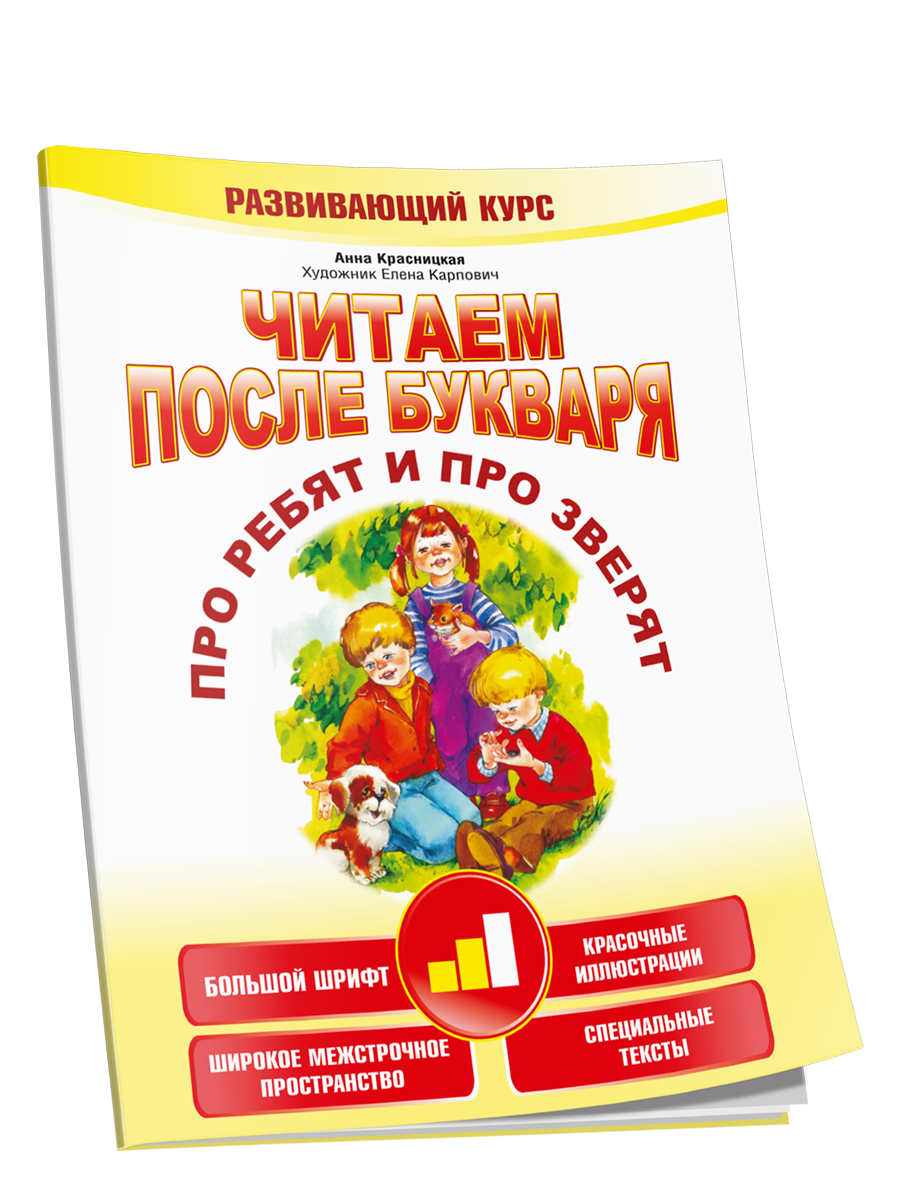 РАЗВИВАЮЩИЙ КУРС
Анна Красницкая
Художник Елена Карпович
ЧИТАЕМ
ПОСЛЕ БУКВАРЯ
ПРО РЕБЯТ И ПРО ЗВЕРЯТ
БОЛЬШОЙ ШРИФТ
КРАСОЧНЫЕ
ИЛЛЮСТРАЦИИ
ШИРОКОЕ МЕЖСТРОЧНОЕ
ПРОСТРАНСТВО
СПЕЦИАЛЬНЫЕ
ТЕКСТЫ